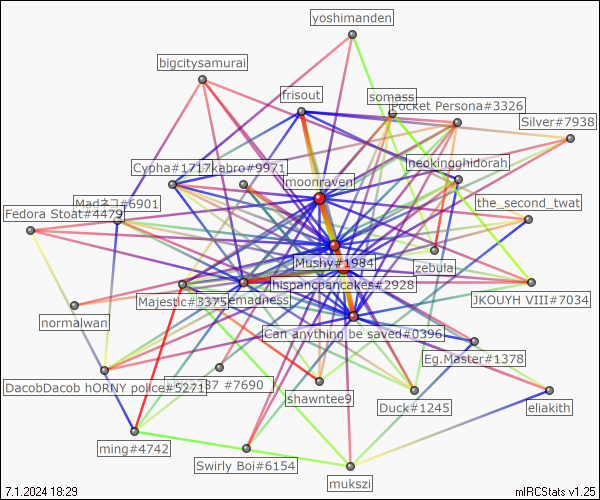 yoshimanden
bigcitysamurai
frisout
somass
Pocket Persona#3326
Silver#7938
Cypha#1717
kabro#9971
neokingghidorah
moonraven
Madネコ#6901
Fedora Stoat#4479
the_second_twat
Mushy#1984
zebula
hispancpancakes#2928
Majestic#3375
emadness
JKOUYH VIII#7034
normalwan
Can anything be saved#0396
Eg.Master#1378
DacobDacob hORNY police#5271
#7690
shawntee9
Duck#1245
eliakith
ming#4742
Swirly Boi#6154
mukszi
7.1.2024 18:29
mIRCStats v1.25